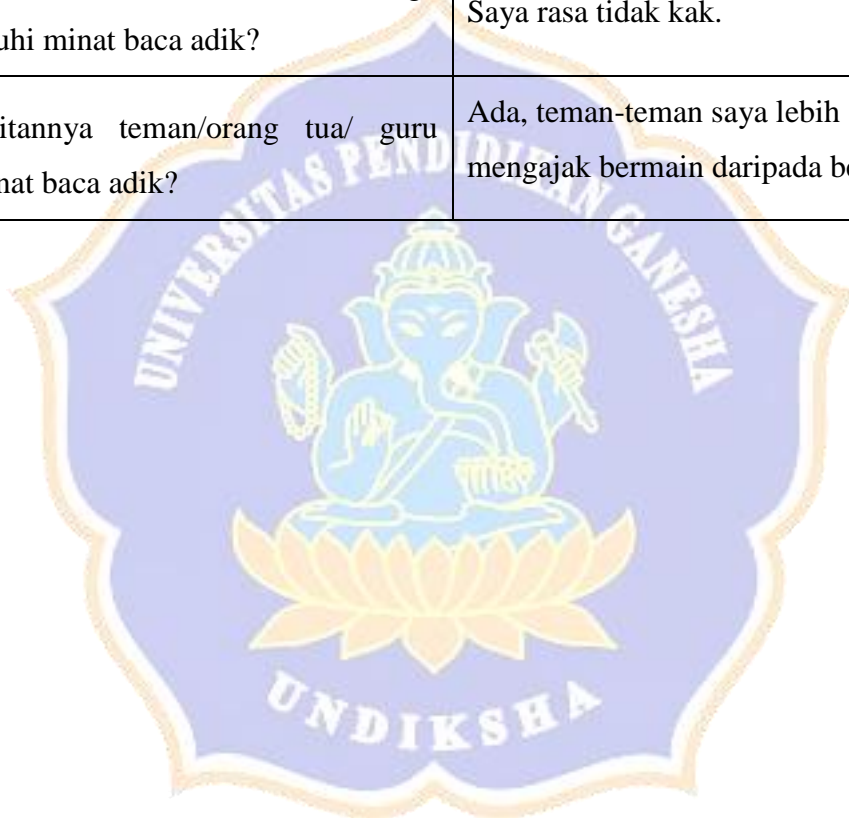 Saya rasa tidak kak.
uhi minat baca adik?
itannya teman/orang tua/ guru
nat baca adik?
Ada, teman-teman saya lebih
mengajak bermain daripada be
UNIVERSITAS PENDIDIKAN GANESHA
UNDIKSHA